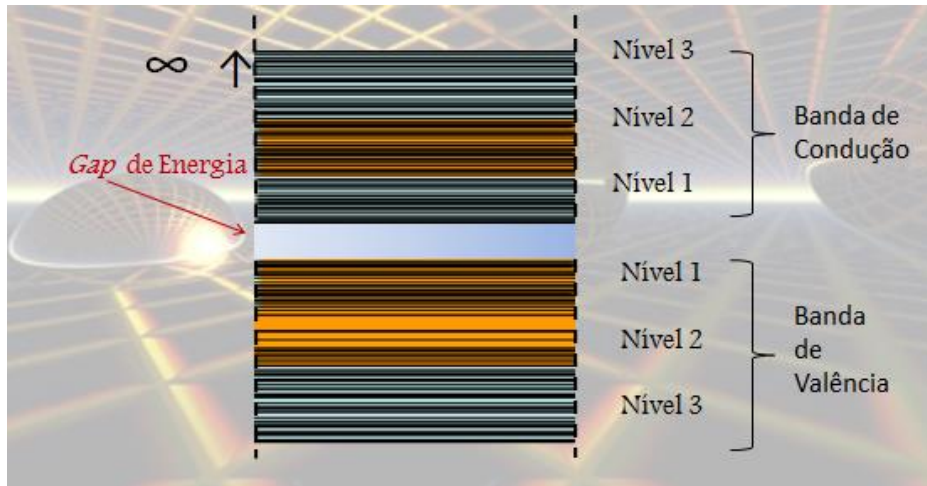 ∞
Gap de Energia
Nível 3
Nível 2
Nível 1
Banda de
Condução
Nível 1
Nível 2
Nível 3
Banda
de
Valência